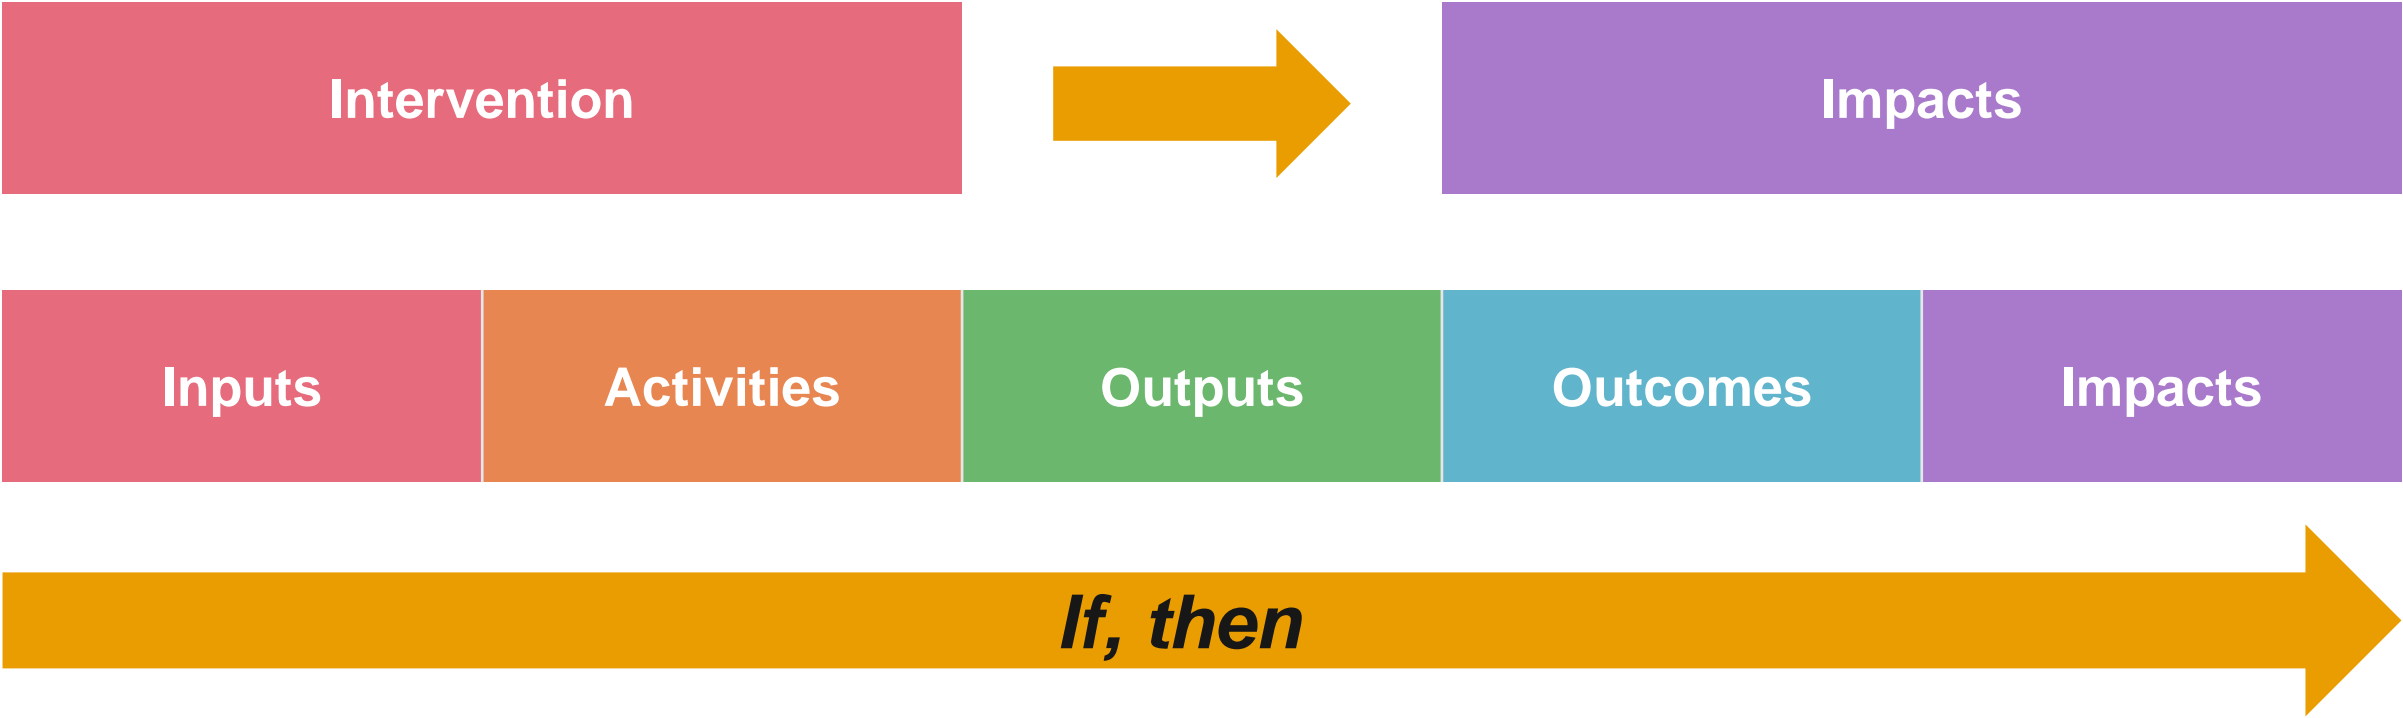 Intervention
Impacts
Inputs
Activities
Outputs
Outcomes
Impacts
If, then